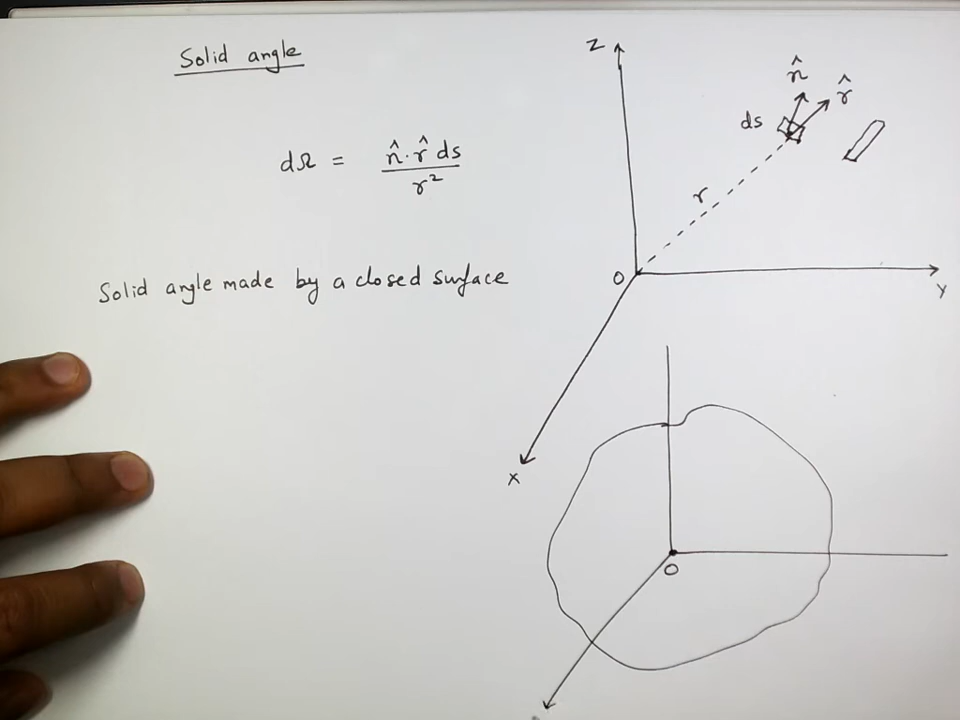 Solid angle
dΩ = n̂·r̂ ds / r²
Solid angle made by a closed surface
Z
n̂
r̂
ds
r
O
Y
X
O